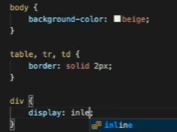 body {
    background-color: beige;
}
table, tr, td {
    border: solid 2px;
}
div {
    display: inle
    inline
}